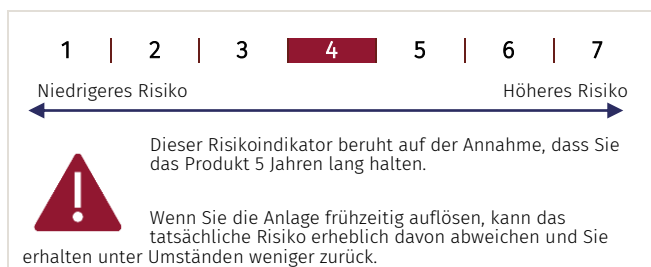 1 2 3 4 5 6 7
Niedrigeres Risiko Höheres Risiko
Dieser Risikoindikator beruht auf der Annahme, dass Sie
das Produkt 5 Jahren lang halten.
Wenn Sie die Anlage frühzeitig auflösen, kann das
tatsächliche Risiko erheblich davon abweichen und Sie
erhalten unter Umständen weniger zurück.